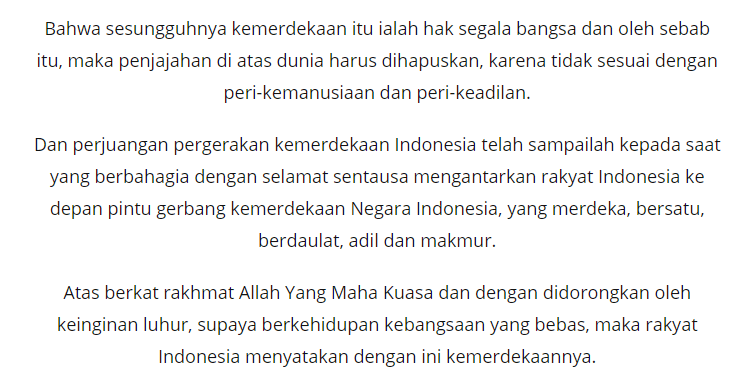 Bahwa sesungguhnya kemerdekaan itu ialah hak segala bangsa dan oleh sebab
itu, maka penjajahan di atas dunia harus dihapuskan, karena tidak sesuai dengan
peri-kemanusiaan dan peri-keadilan.
Dan perjuangan pergerakan kemerdekaan Indonesia telah sampailah kepada saat
yang berbahagia dengan selamat sentausa mengantarkan rakyat Indonesia ke
depan pintu gerbang kemerdekaan Negara Indonesia, yang merdeka, bersatu,
berdaulat, adil dan makmur.
Atas berkat rakhmat Allah Yang Maha Kuasa dan dengan didorongkan oleh
keinginan luhur, supaya berkehidupan kebangsaan yang bebas, maka rakyat
Indonesia menyatakan dengan ini kemerdekaannya.